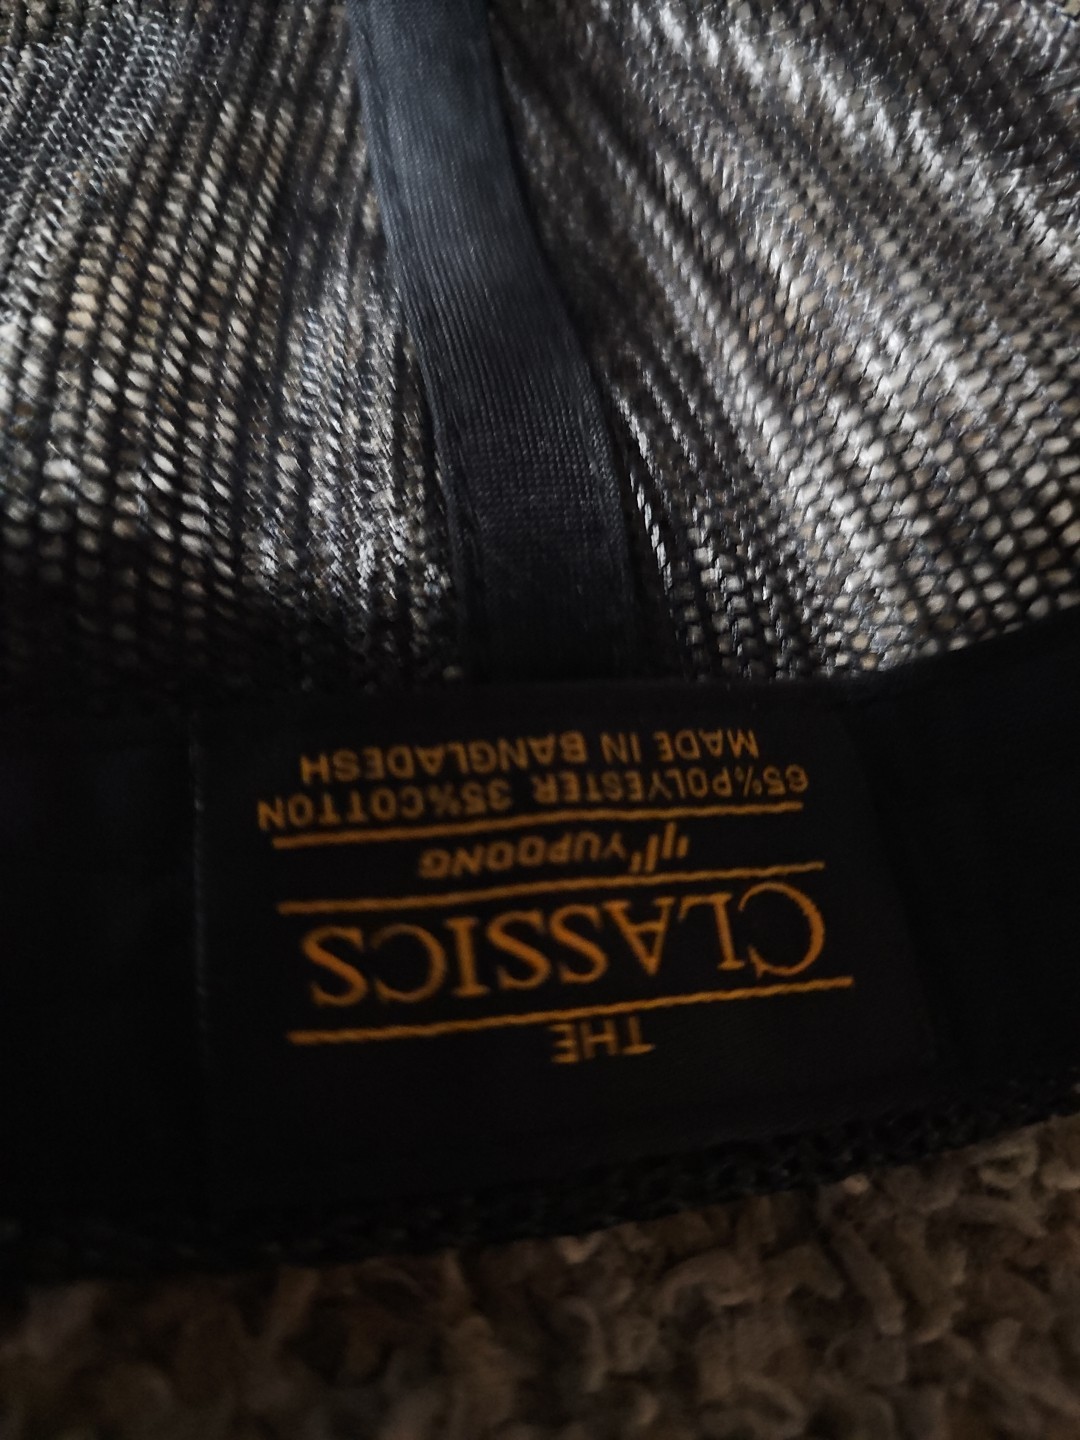 THE
CLASSICS
YUPOONG
65%POLYESTER 35%COTTON
MADE IN BANGLADESH